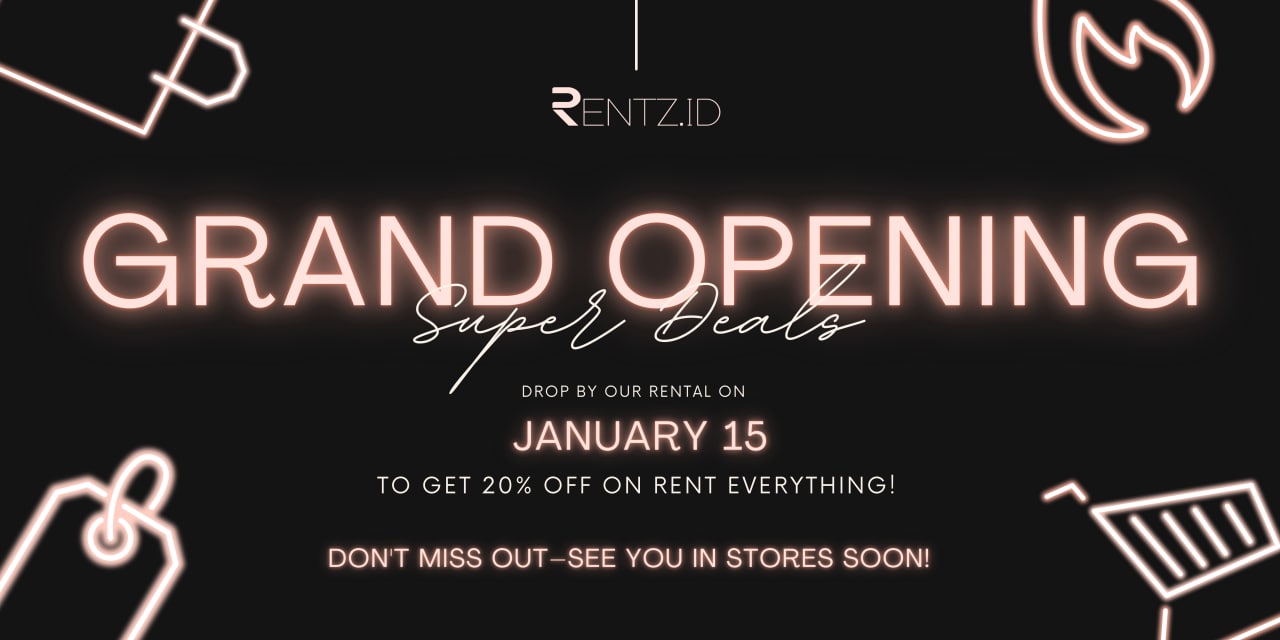 RENTZ.ID
GRAND OPENING
Super Deals
DROP BY OUR RENTAL ON
JANUARY 15
TO GET 20% OFF ON RENT EVERYTHING!
DON'T MISS OUT–SEE YOU IN STORES SOON!